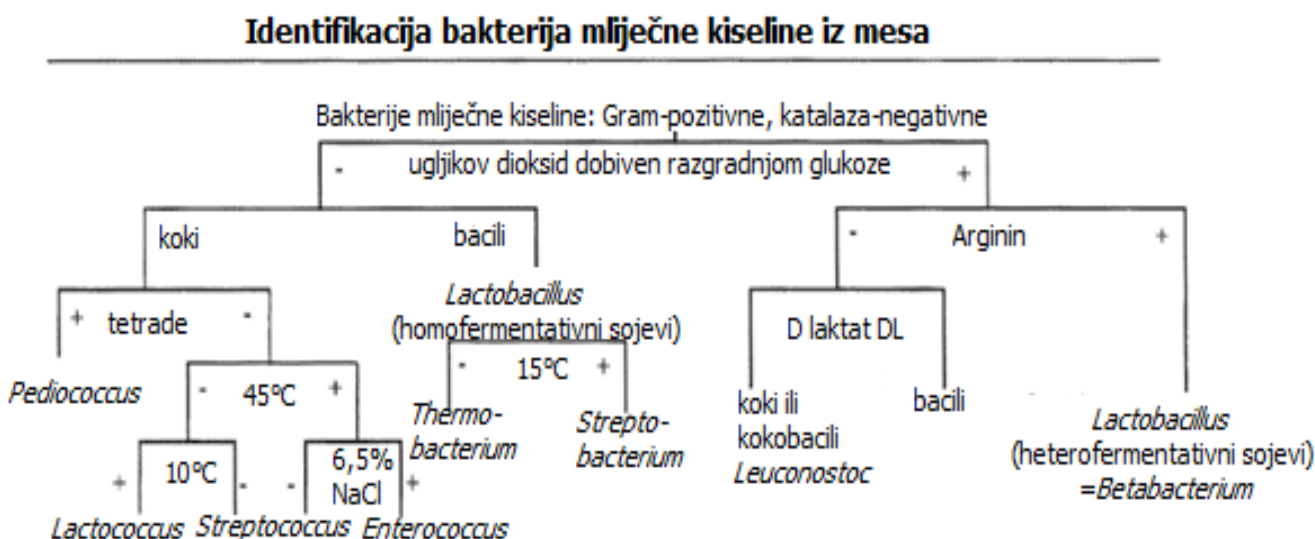 Identifikacija bakterija mliječne kiseline iz mesa
Bakterije mliječne kiseline: Gram-pozitivne, katalaza-negativne
- ugljikov dioksid dobiven razgradnjom glukoze +
koki bacili - Arginin +
+ tetrade -
Lactobacillus
(homofermentativni sojevi)
D laktat DL
Pediococcus
- 45°C +
- 15°C +
Thermo-
bacterium
Strepto-
bacterium
koki ili
kokobacili
Leuconostoc
bacili
Lactobacillus
(heterofermentativni sojevi)
=Betabacterium
+ 10°C -
- 6,5%
NaCl +
Lactococcus Streptococcus Enterococcus